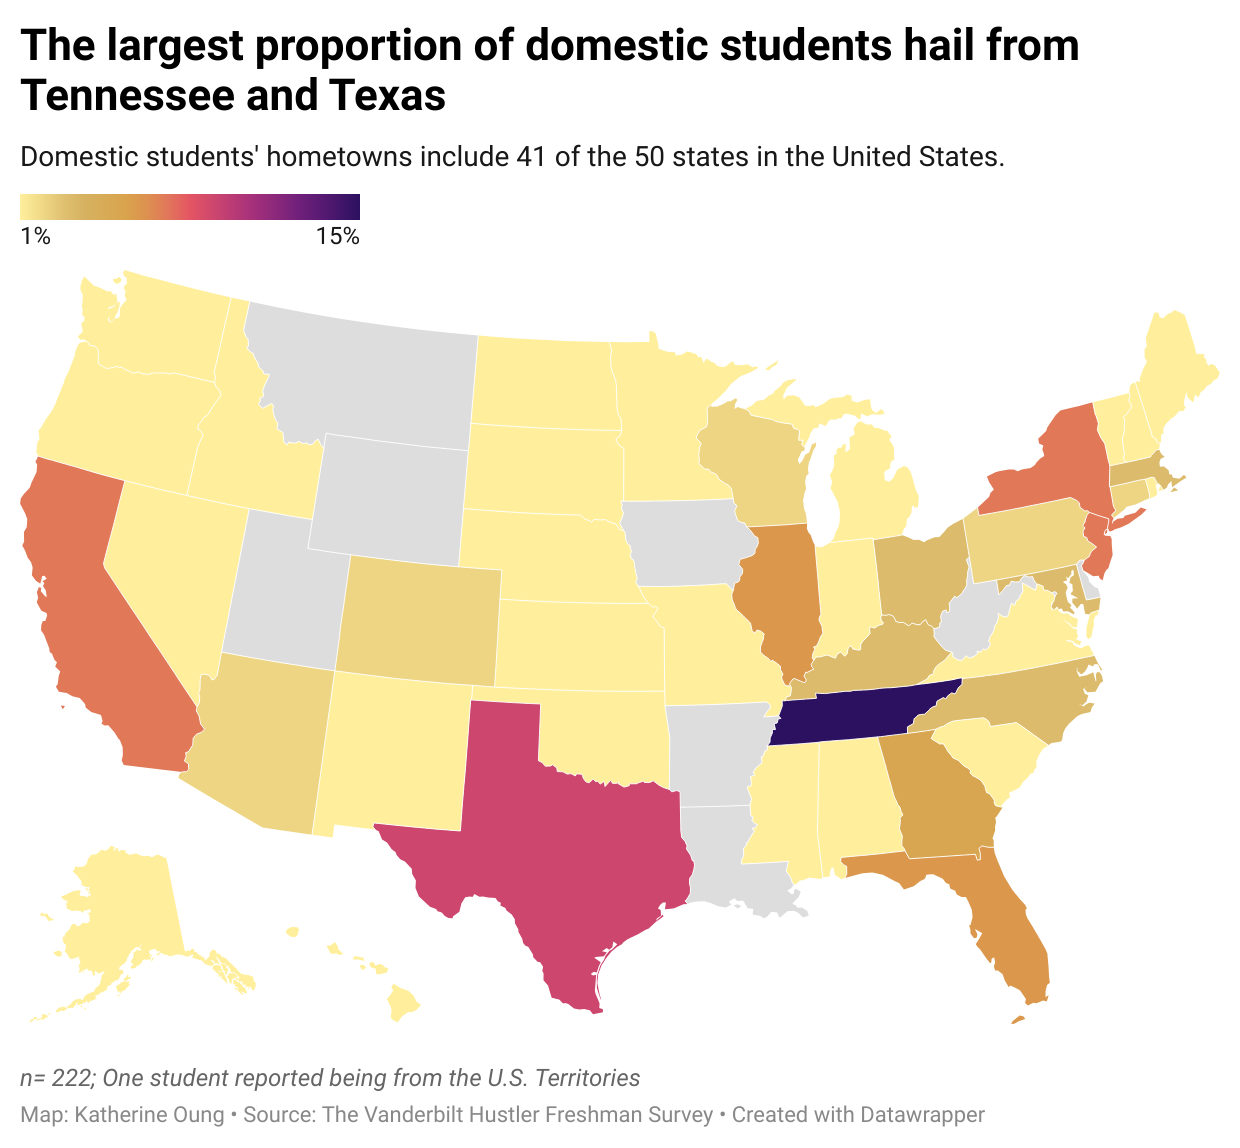 The largest proportion of domestic students hail from
Tennessee and Texas
Domestic students' hometowns include 41 of the 50 states in the United States.
1%
15%
n= 222; One student reported being from the U.S. Territories
Map: Katherine Oung • Source: The Vanderbilt Hustler Freshman Survey • Created with Datawrapper